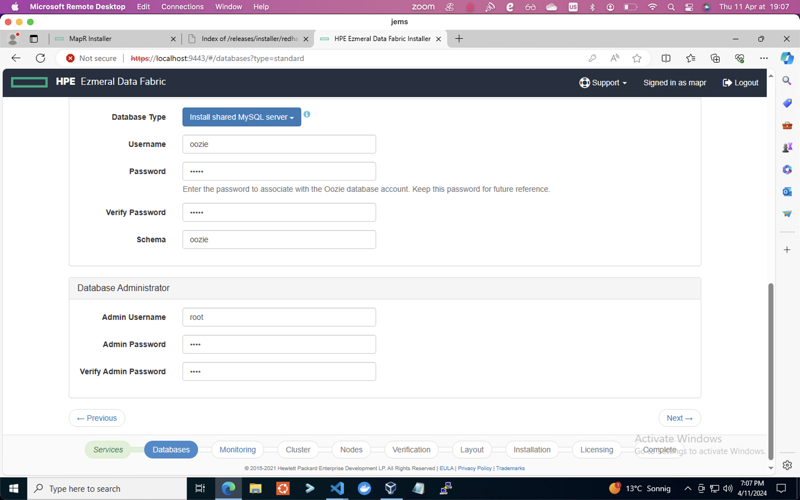 Microsoft Remote Desktop Edit Connections Window Help zoom US Thu 11 Apr at 19:07
jems
MapR Installer Index of /releases/installer/redha HPE Ezmeral Data Fabric Installer
Not secure https://localhost:9443/#/databases?type=standard
HPE Ezmeral Data Fabric Support Signed in as mapr Logout
Database Type Install shared MySQL server
Username oozie
Password •••••
Enter the password to associate with the Oozie database account. Keep this password for future reference.
Verify Password •••••
Schema oozie
Database Administrator
Admin Username root
Admin Password ••••
Verify Admin Password ••••
← Previous Next →
Activate Windows
Go to Settings to activate Windows.
Services Databases Monitoring Cluster Nodes Verification Layout Installation Licensing Complete
© 2015-2021 Hewlett Packard Enterprise Development LP. All Rights Reserved | EULA | Privacy Policy | Trademarks
Type here to search 13°C Sonnig 7:07 PM
4/11/2024